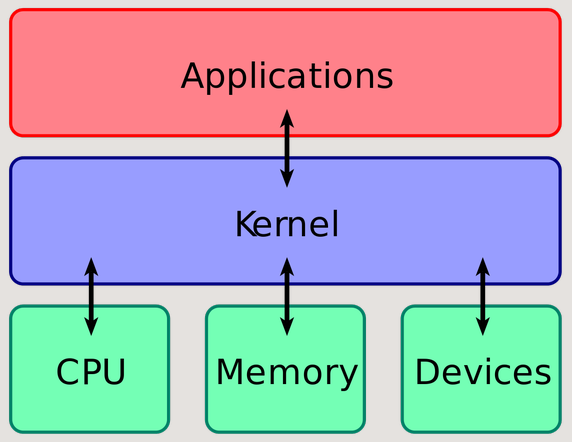 Applications
Kernel
CPU
Memory
Devices